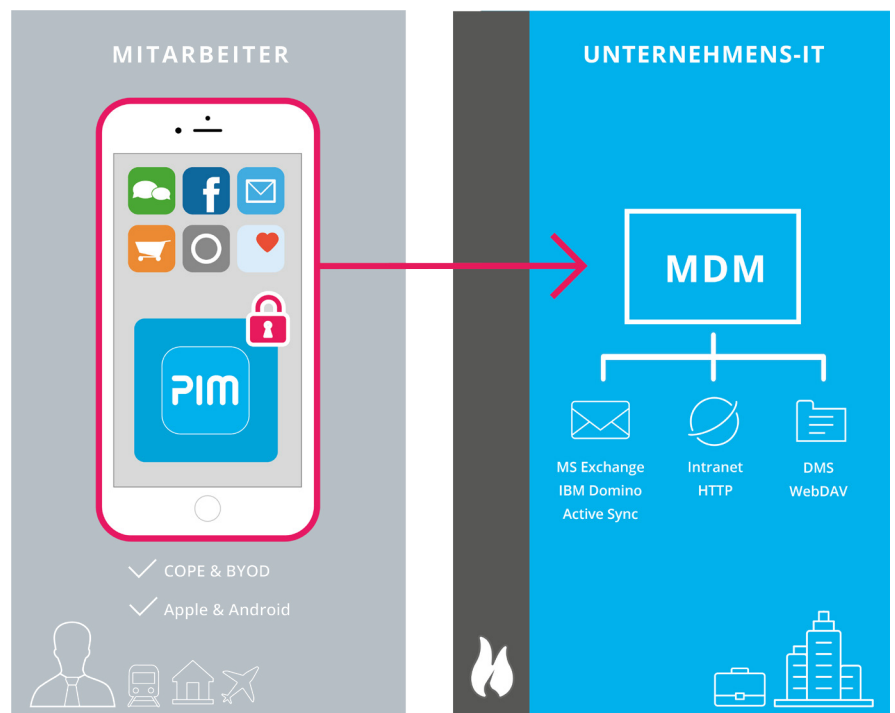 MITARBEITER
PIM
COPE & BYOD
Apple & Android
UNTERNEHMENS-IT
MDM
MS Exchange
IBM Domino
Active Sync
Intranet
HTTP
DMS
WebDAV